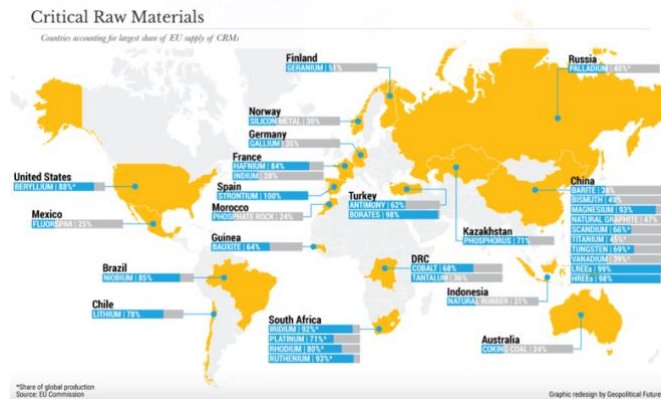 Critical Raw Materials
Countries accounting for largest share of EU supply of CRMs
Finland
GERANIUM | 51%
Russia
PALLADIUM | 40%*
Norway
SILICON METAL | 30%
Germany
GALLIUM | 35%
France
HAFNIUM | 84%
INDIUM | 28%
United States
BERYLLIUM | 88%*
Spain
STRONTIUM | 100%
Turkey
ANTIMONY | 62%
BORATES | 98%
China
BARITE | 38%
BISMUTH | 49%
MAGNESIUM | 93%
NATURAL GRAPHITE | 47%
SCANDIUM | 66%*
TITANIUM | 45%*
TUNGSTEN | 69%*
VANADIUM | 39%*
LREEs | 99%
HREEs | 98%
Mexico
FLUORSPAN | 25%
Morocco
PHOSPHATE ROCK | 24%
Kazakhstan
PHOSPHORUS | 71%
Guinea
BAUXITE | 64%
DRC
COBALT | 68%
TANTALUM | 36%
Brazil
NIOBIUM | 85%
Indonesia
NATURAL RUBBER | 31%
Chile
LITHIUM | 78%
South Africa
IRIDIUM | 92%*
PLATINUM | 71%*
RHODIUM | 80%*
RUTHENIUM | 93%*
Australia
COKING COAL | 24%
*Share of global production
Source: EU Commission
Graphic redesign by Geopolitical Future